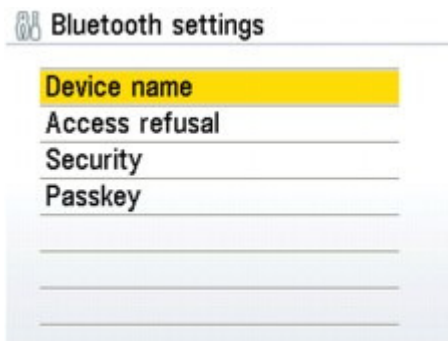 Bluetooth settings
Device name
Access refusal
Security
Passkey